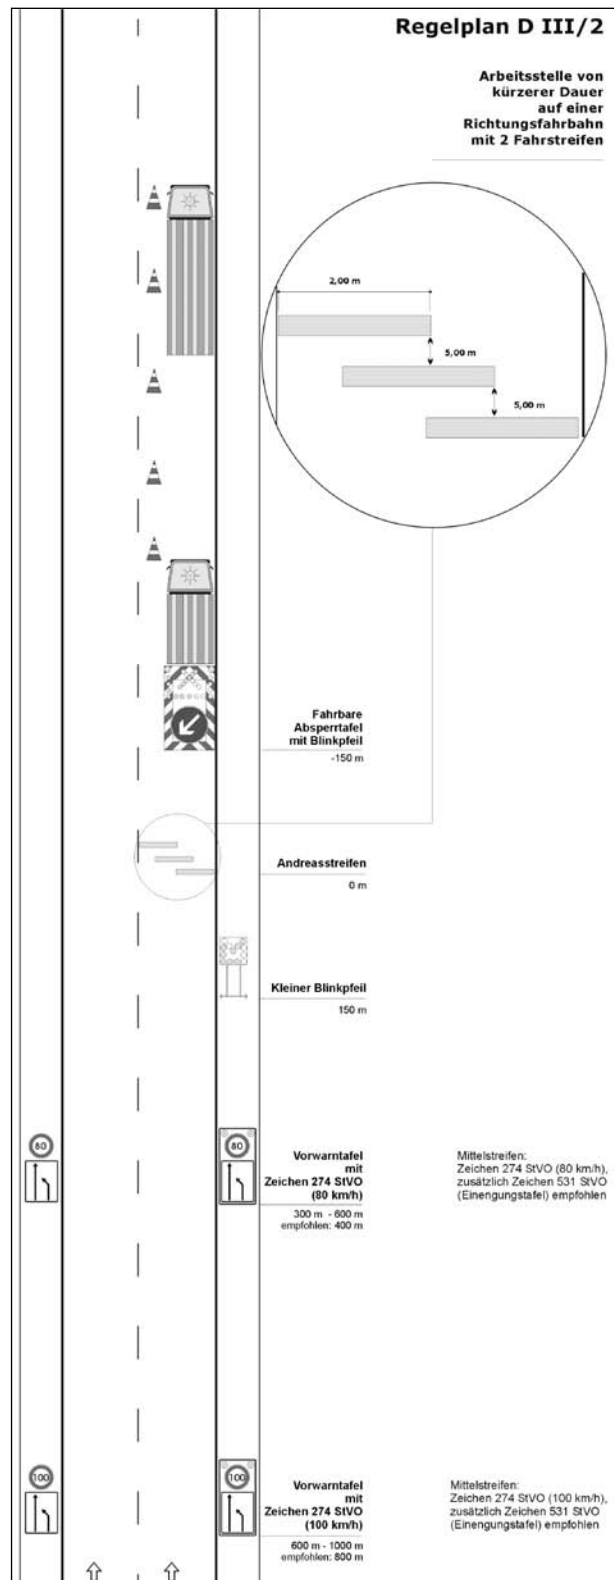 Regelplan D III/2
Arbeitsstelle von
kürzerer Dauer
auf einer
Richtungsfahrbahn
mit 2 Fahrstreifen
2,00 m
5,00 m
5,00 m
Fahrbare
Absperrtafel
mit Blinkpfeil
-150 m
Andreasstreifen
0 m
Kleiner Blinkpfeil
150 m
80
80
Vorwarntafel
mit
Zeichen 274 StVO
(80 km/h)
300 m - 600 m
empfohlen: 400 m
Mittelstreifen:
Zeichen 274 StVO (80 km/h),
zusätzlich Zeichen 531 StVO
(Einengungstafel) empfohlen
100
100
Vorwarntafel
mit
Zeichen 274 StVO
(100 km/h)
600 m - 1000 m
empfohlen: 800 m
Mittelstreifen:
Zeichen 274 StVO (100 km/h),
zusätzlich Zeichen 531 StVO
(Einengungstafel) empfohlen